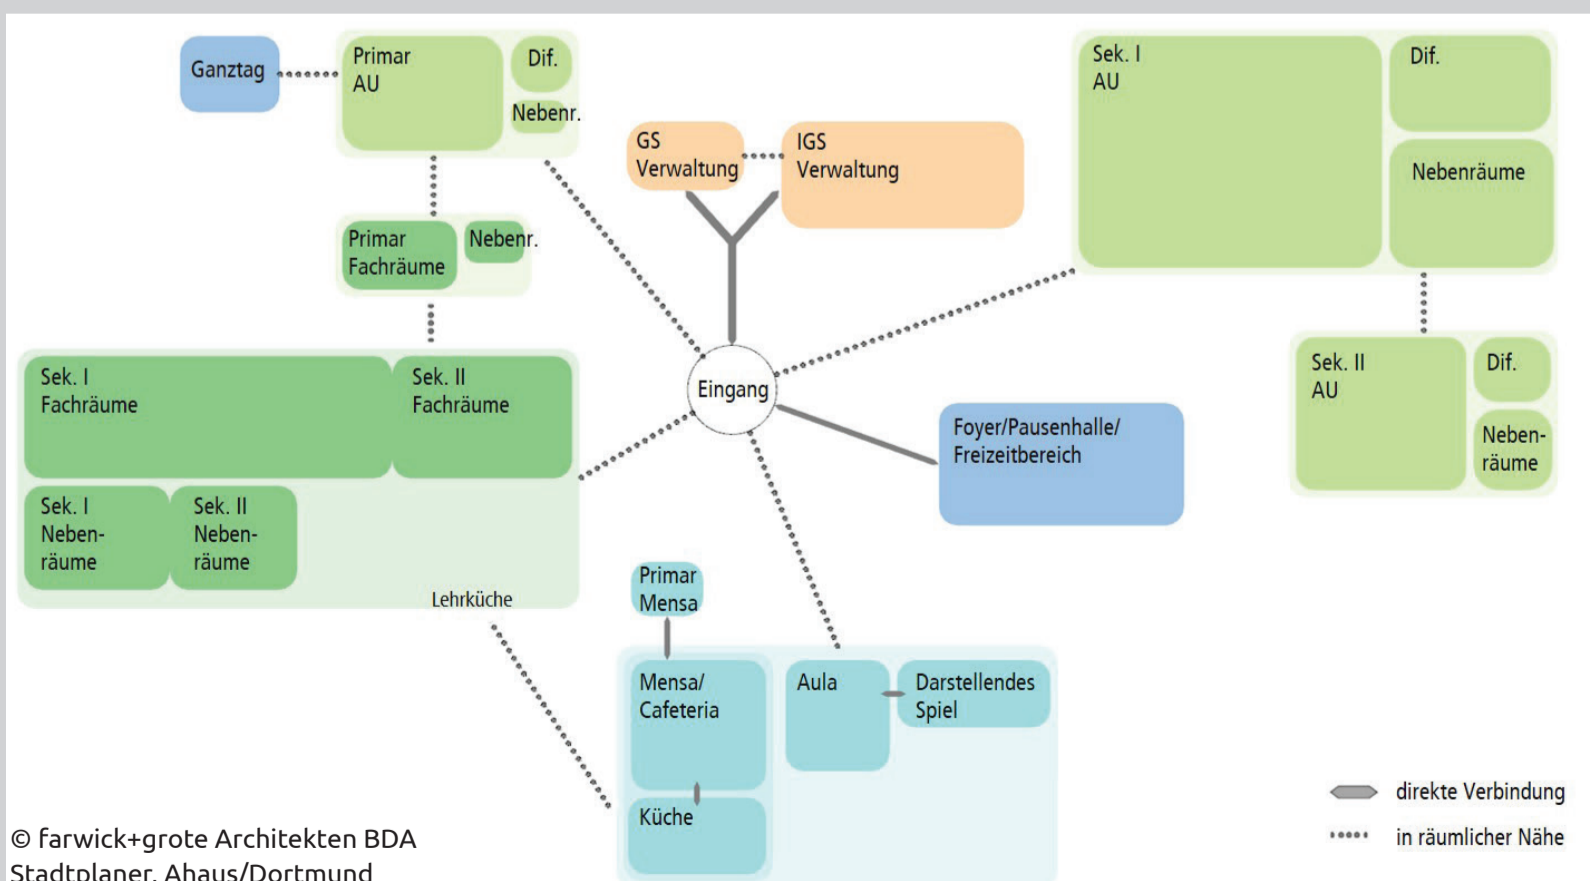 Ganztag
Primar
AU
Dif.
Nebenr.
GS
Verwaltung
IGS
Verwaltung
Sek. I
AU
Dif.
Nebenräume
Primar
Fachräume
Nebenr.
Sek. I
Fachräume
Sek. II
Fachräume
Sek. I
Neben-
räume
Sek. II
Neben-
räume
Lehrküche
Eingang
Foyer/Pausenhalle/
Freizeitbereich
Sek. II
AU
Dif.
Neben-
räume
Primar
Mensa
Mensa/
Cafeteria
Küche
Aula
Darstellendes
Spiel
direkte Verbindung
in räumlicher Nähe
© farwick+grote Architekten BDA
Stadtplaner, Ahaus/Dortmund